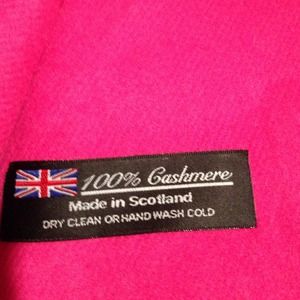 100% Cashmere
Made in Scotland
DRY CLEAN OR HAND WASH COLD